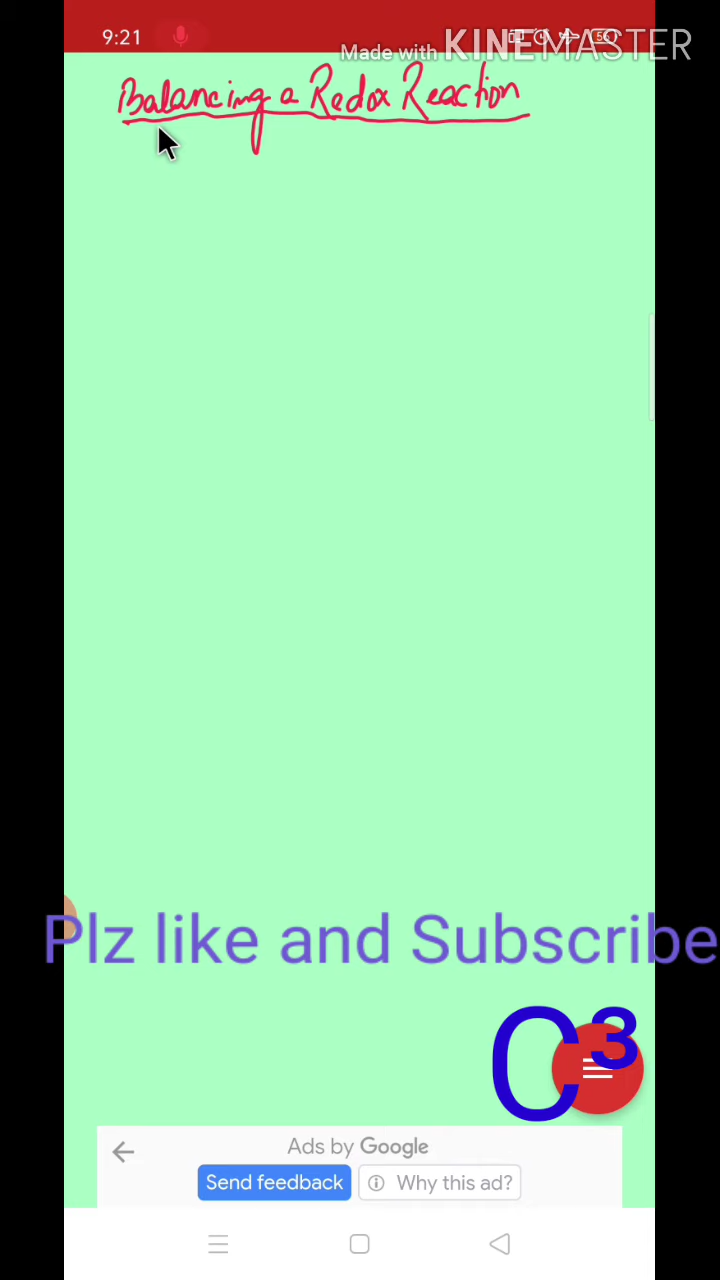 9:21
Made with KINEMASTER
56
Balancing a Redox Reaction
Plz like and Subscribe
C³
Ads by Google
Send feedback
Why this ad?